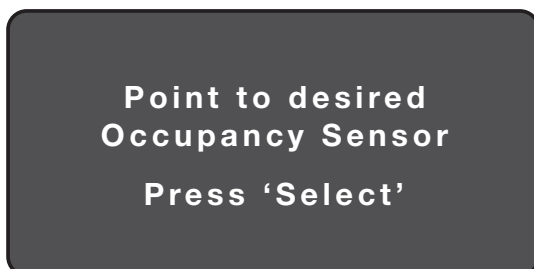 Point to desired
Occupancy Sensor
Press ‘Select’